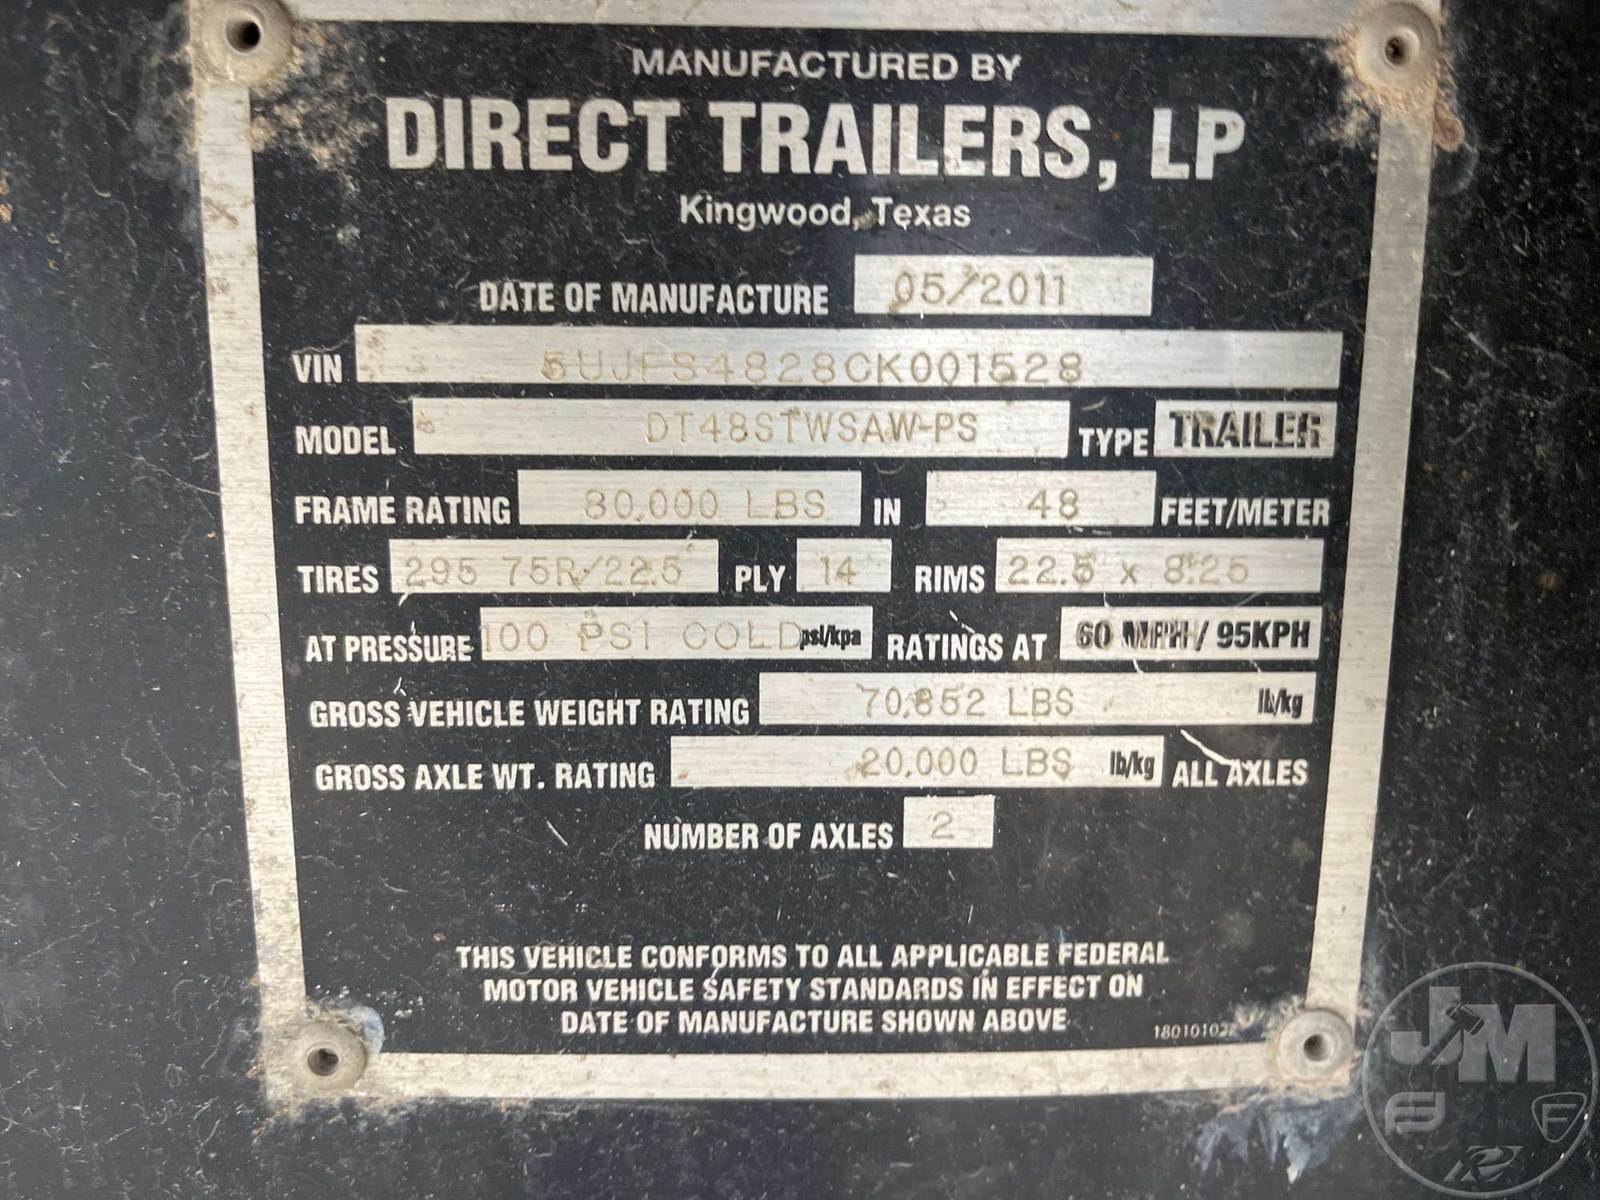 MANUFACTURED BY
DIRECT TRAILERS, LP
Kingwood, Texas
DATE OF MANUFACTURE 05/2011
VIN 5UJFS4828CK001528
MODEL DT48STWSAW-PS TYPE TRAILER
FRAME RATING 80,000 LBS IN 48 FEET/METER
TIRES 295 75R/22.5 PLY 14 RIMS 22.5 x 8.25
AT PRESSURE 100 PSI COLD psi/kpa RATINGS AT 60 MPH / 95KPH
GROSS VEHICLE WEIGHT RATING 70,852 LBS lb/kg
GROSS AXLE WT. RATING 20,000 LBS lb/kg ALL AXLES
NUMBER OF AXLES 2
THIS VEHICLE CONFORMS TO ALL APPLICABLE FEDERAL
MOTOR VEHICLE SAFETY STANDARDS IN EFFECT ON
DATE OF MANUFACTURE SHOWN ABOVE
JM